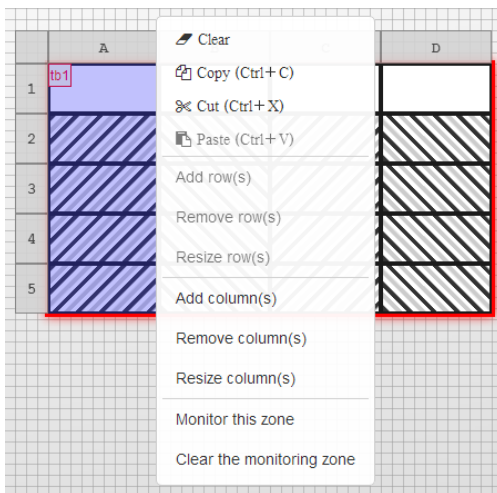 A
C
D
tb1
1
2
3
4
5
Clear
Copy (Ctrl+C)
Cut (Ctrl+X)
Paste (Ctrl+V)
Add row(s)
Remove row(s)
Resize row(s)
Add column(s)
Remove column(s)
Resize column(s)
Monitor this zone
Clear the monitoring zone